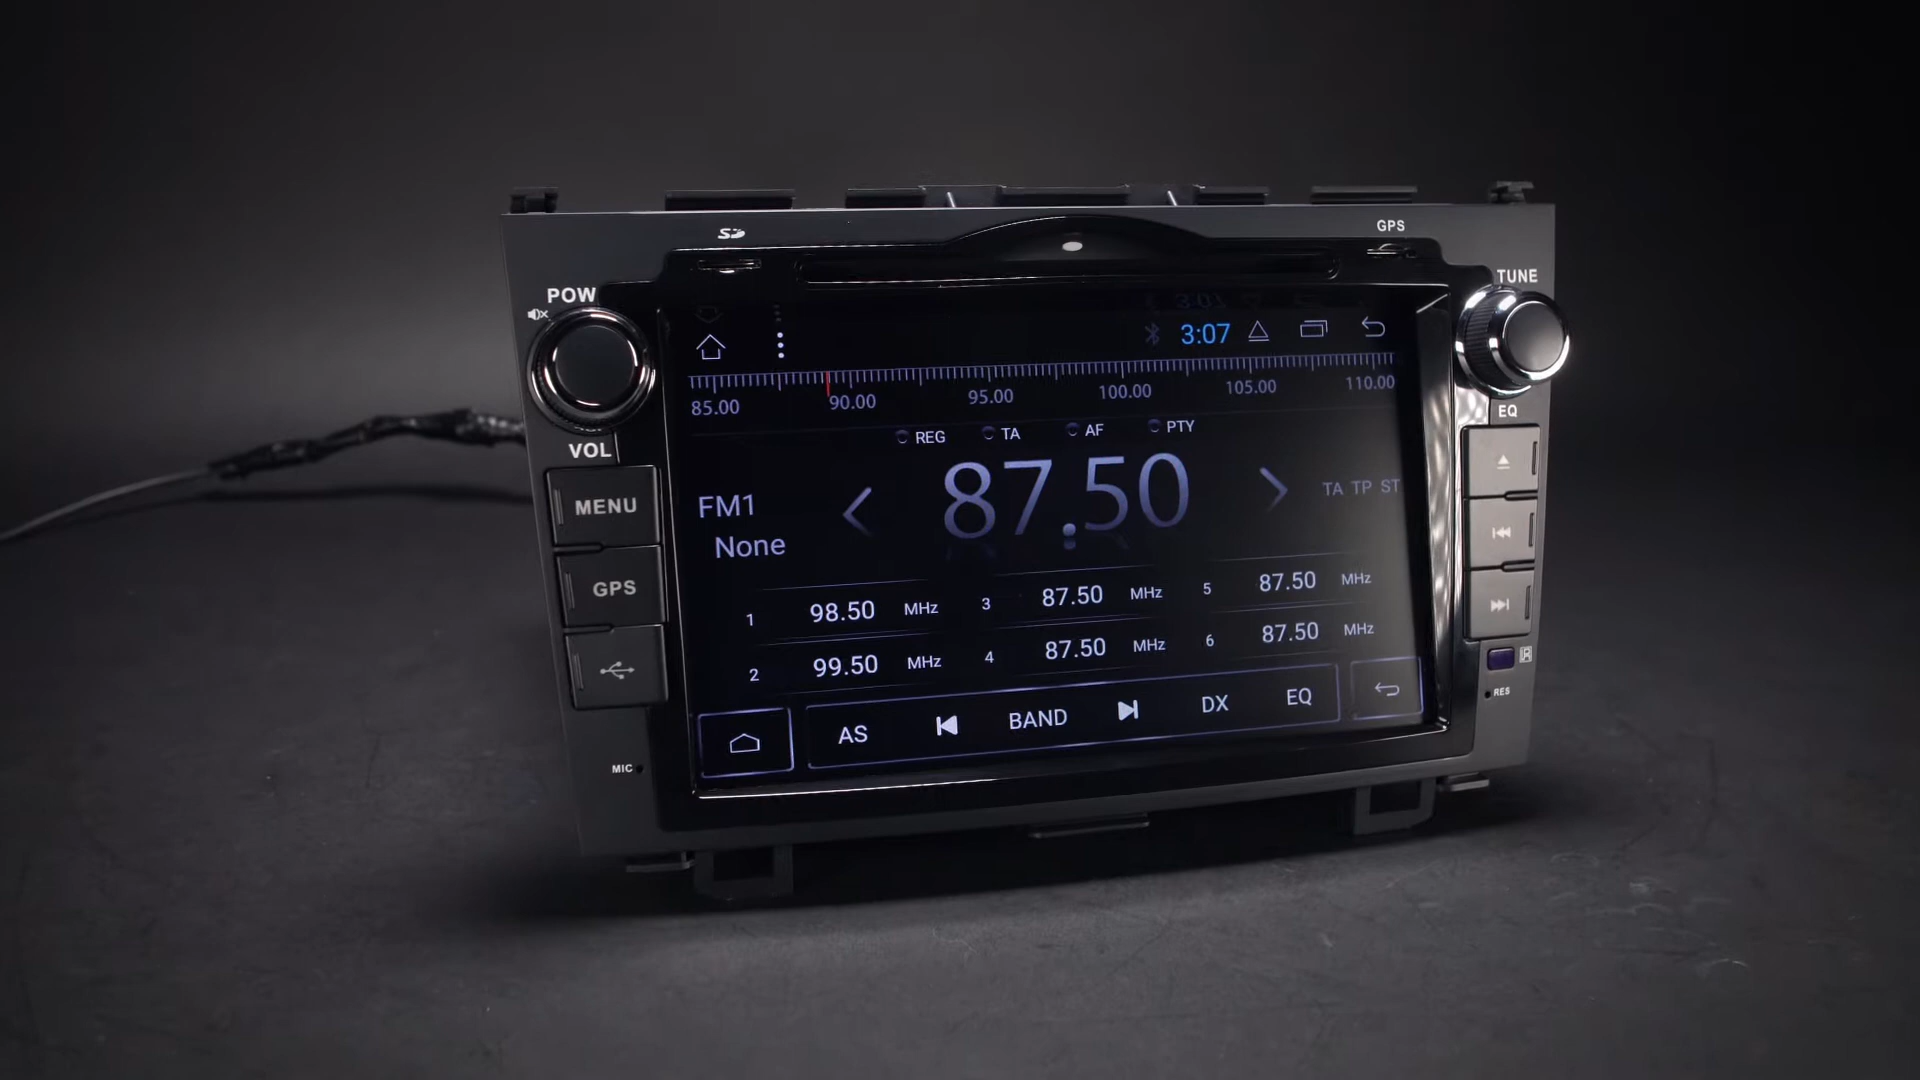 SD
GPS
POW
TUNE
3:07
85.00 90.00 95.00 100.00 105.00 110.00
EQ
REG TA AF PTY
VOL
87.50
FM1
TA TP ST
None
MENU
GPS
1 98.50 MHz 3 87.50 MHz 5 87.50 MHz
2 99.50 MHz 4 87.50 MHz 6 87.50 MHz
RES
AS BAND DX EQ
MIC